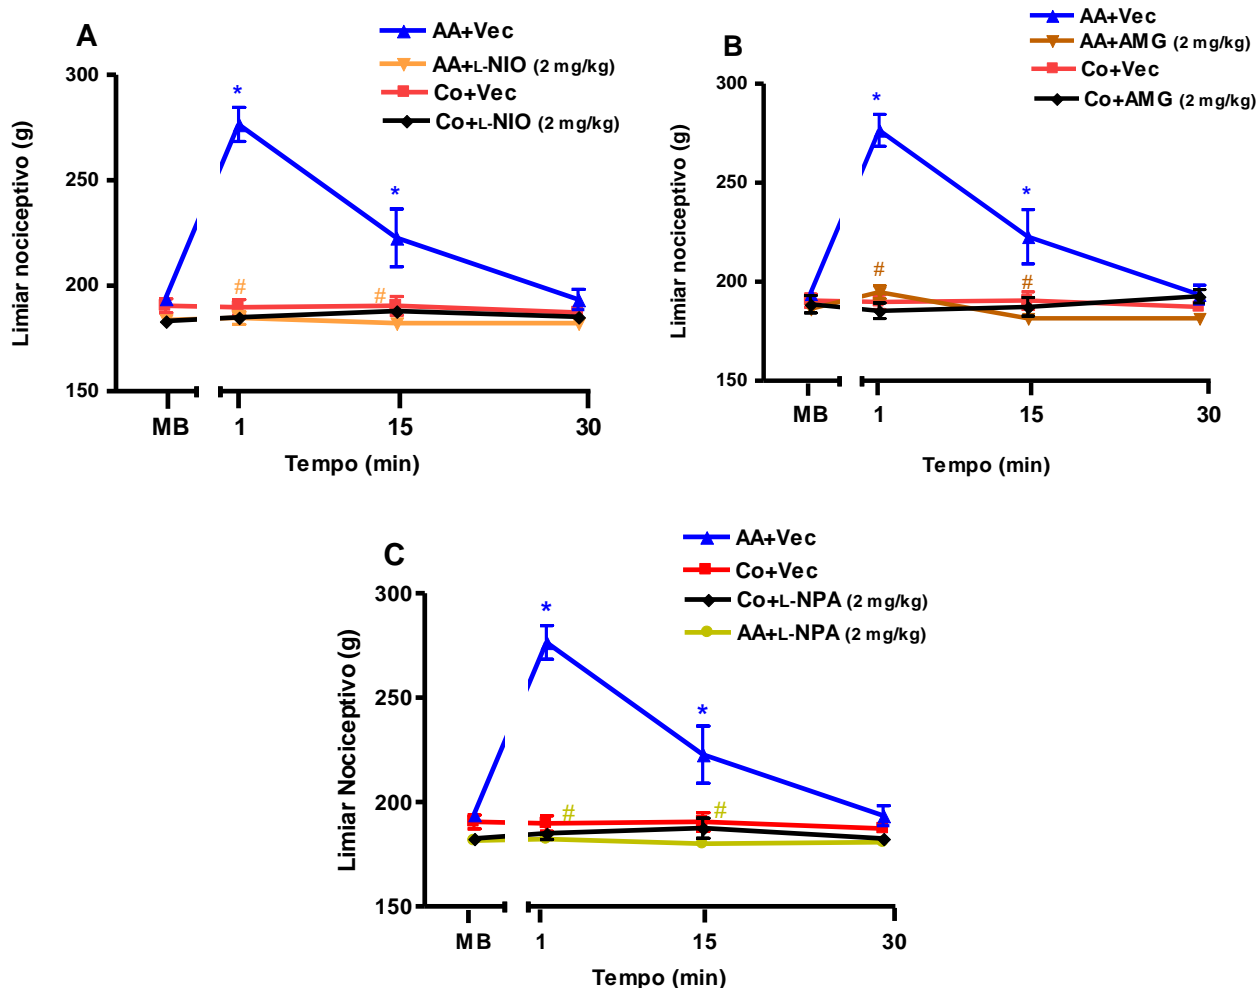 A
AA+Vec
AA+L-NIO (2 mg/kg)
Co+Vec
Co+L-NIO (2 mg/kg)
Limiar nociceptivo (g)
300
250
200
150
*
*
#
#
MB
1
15
30
Tempo (min)
B
AA+Vec
AA+AMG (2 mg/kg)
Co+Vec
Co+AMG (2 mg/kg)
Limiar nociceptivo (g)
300
250
200
150
*
*
#
#
MB
1
15
30
Tempo (min)
C
AA+Vec
Co+Vec
Co+L-NPA (2 mg/kg)
AA+L-NPA (2 mg/kg)
Limiar Nociceptivo (g)
300
250
200
150
*
*
#
#
MB
1
15
30
Tempo (min)